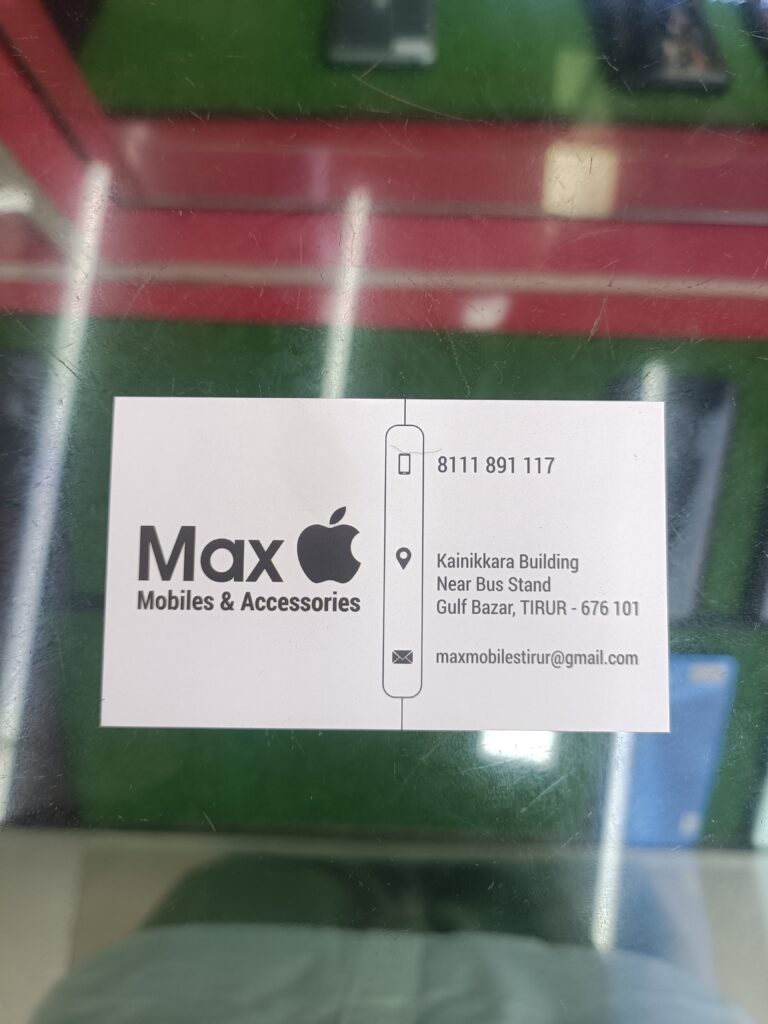 Max
Mobiles & Accessories
8111 891 117
Kainikkara Building
Near Bus Stand
Gulf Bazar, TIRUR - 676 101
maxmobilestirur@gmail.com